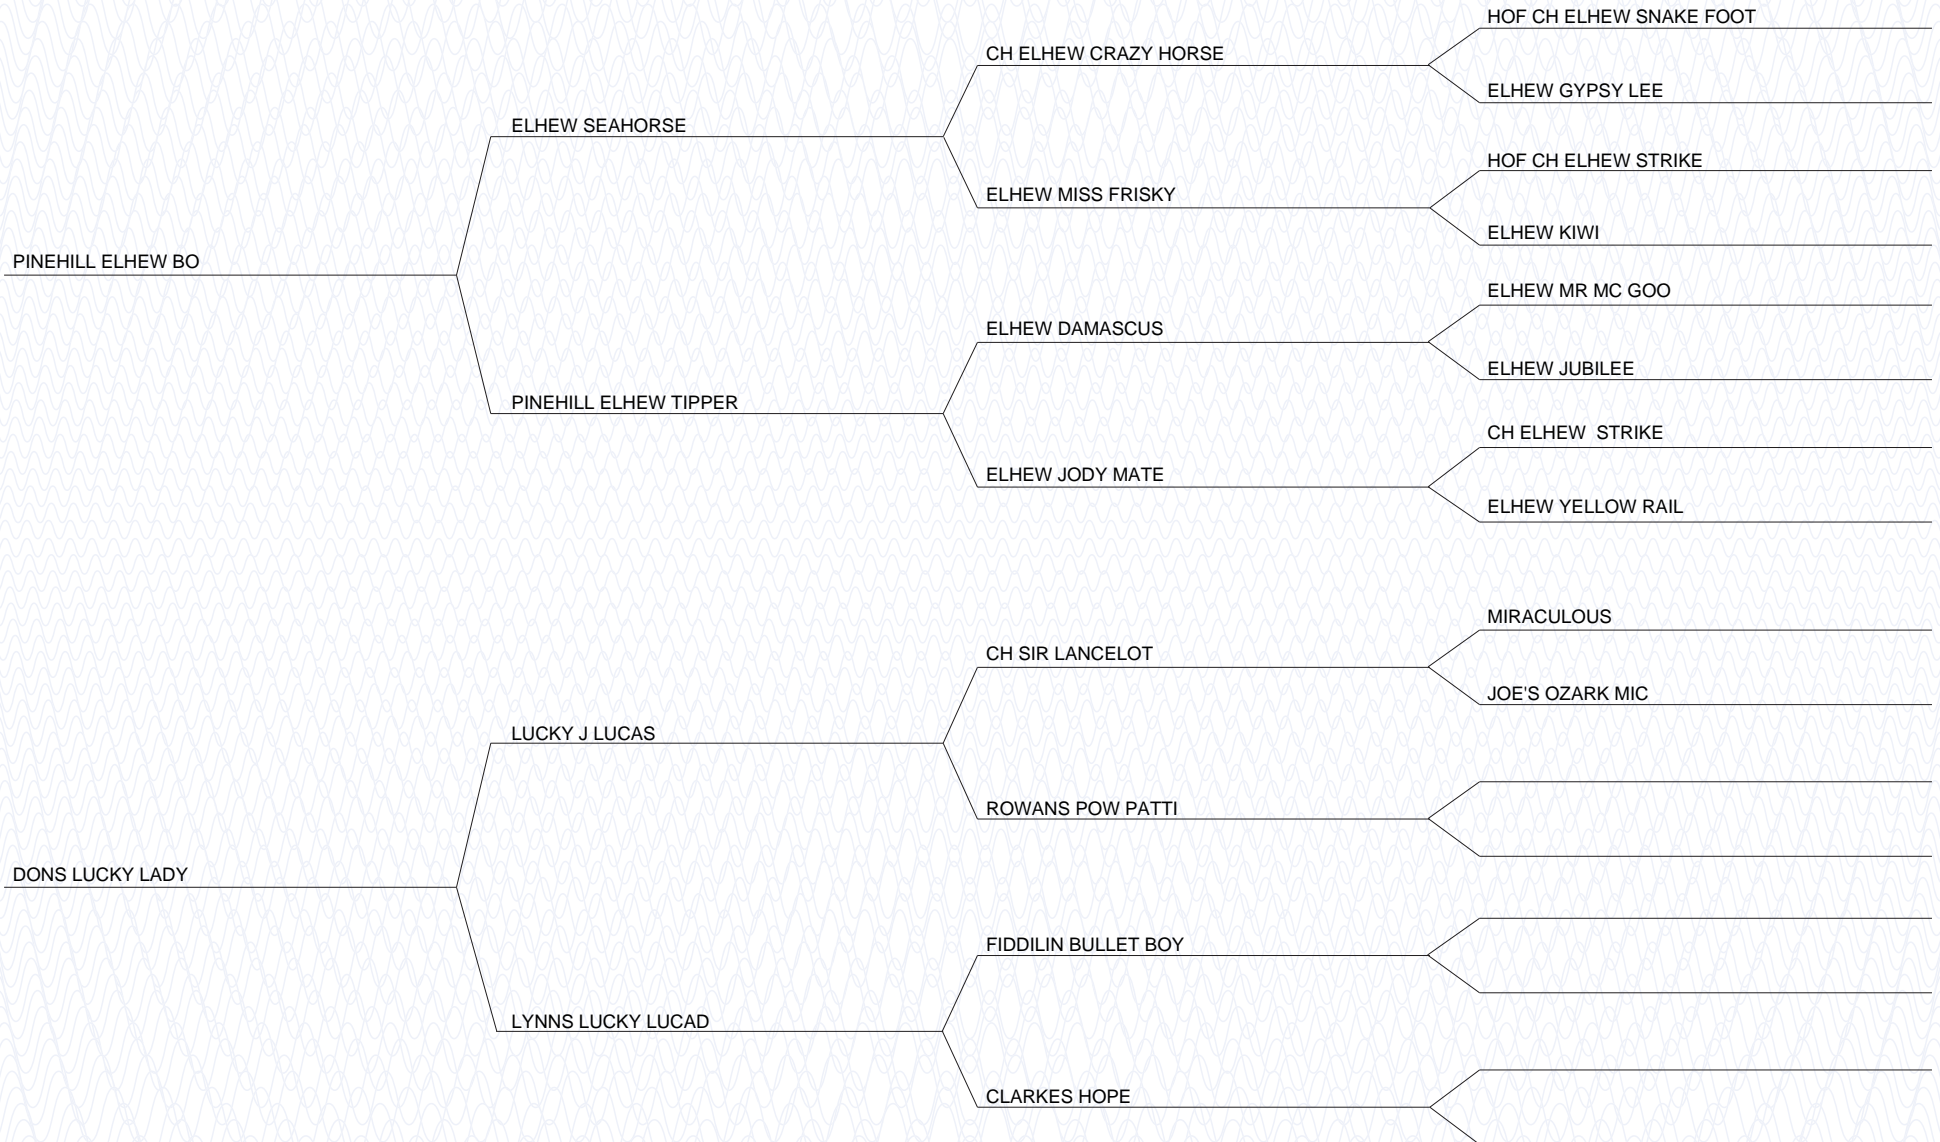 HOF CH ELHEW SNAKE FOOT
CH ELHEW CRAZY HORSE
ELHEW GYPSY LEE
ELHEW SEAHORSE
HOF CH ELHEW STRIKE
ELHEW MISS FRISKY
ELHEW KIWI
PINEHILL ELHEW BO
ELHEW MR MC GOO
ELHEW DAMASCUS
ELHEW JUBILEE
PINEHILL ELHEW TIPPER
CH ELHEW  STRIKE
ELHEW JODY MATE
ELHEW YELLOW RAIL
MIRACULOUS
CH SIR LANCELOT
JOE'S OZARK MIC
LUCKY J LUCAS
ROWANS POW PATTI
DONS LUCKY LADY
FIDDILIN BULLET BOY
LYNNS LUCKY LUCAD
CLARKES HOPE